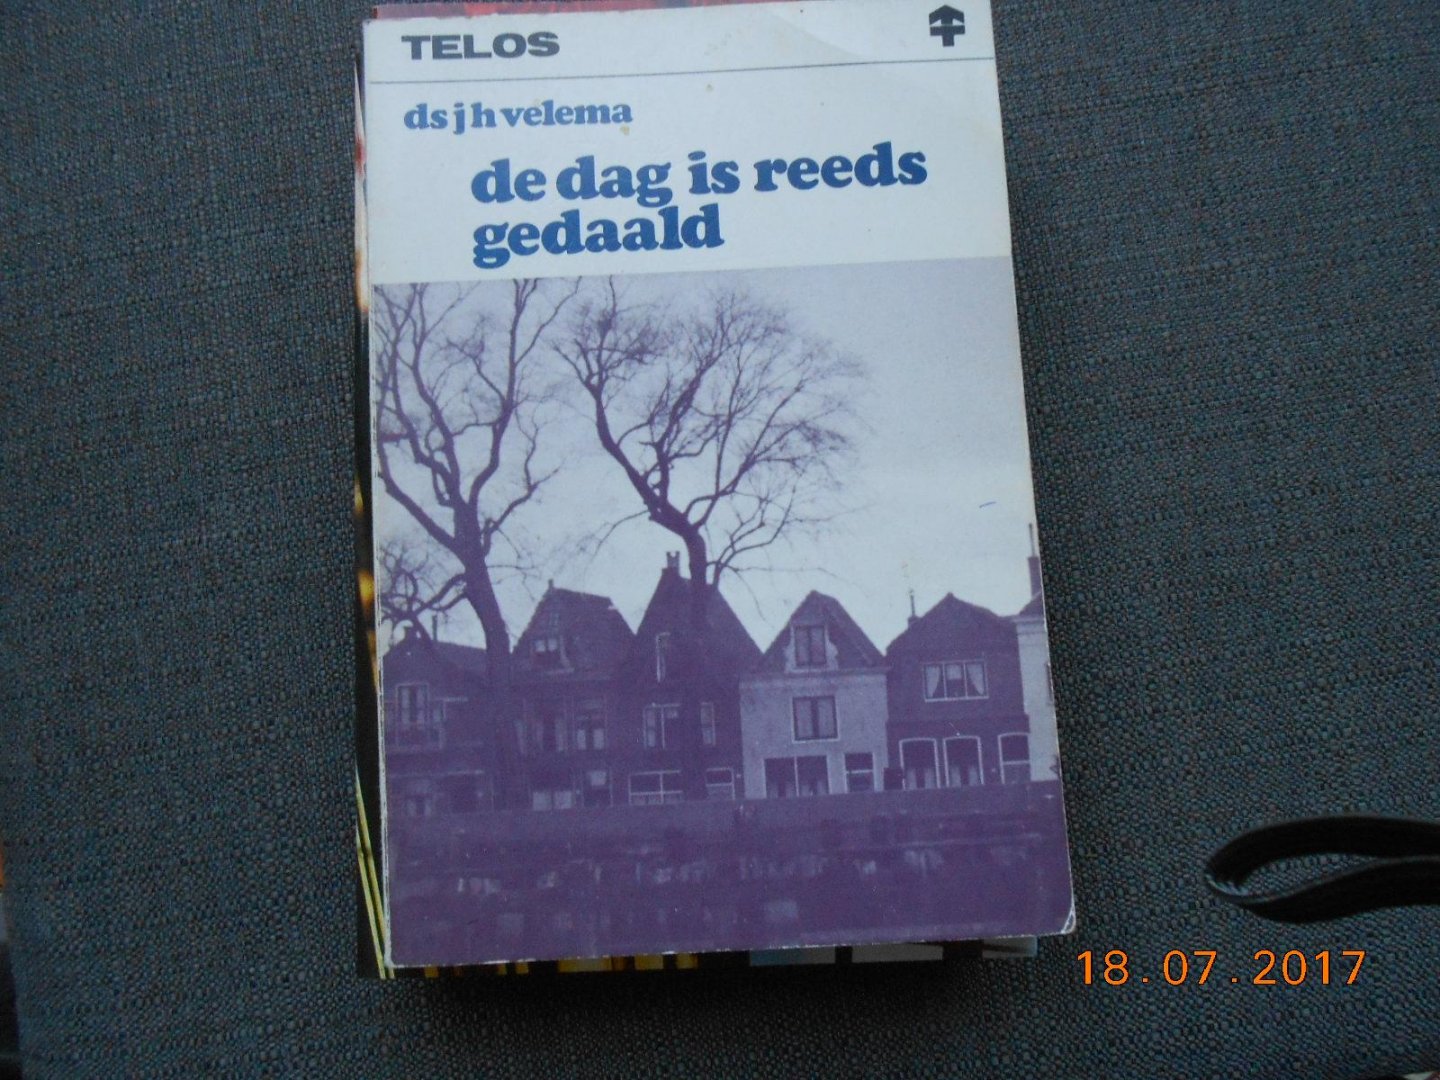 TELOS
ds j h velema
de dag is reeds
gedaald
18.07.2017